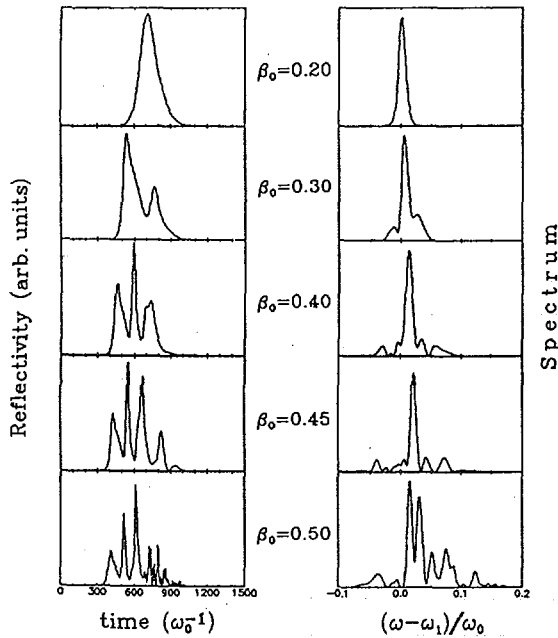 β₀=0.20
β₀=0.30
β₀=0.40
β₀=0.45
β₀=0.50
Reflectivity (arb. units)
Spectrum
0 300 600 900 1200 1500
-0.1 0.0 0.1 0.2
time (ω₀⁻¹)
(ω−ω₁)/ω₀